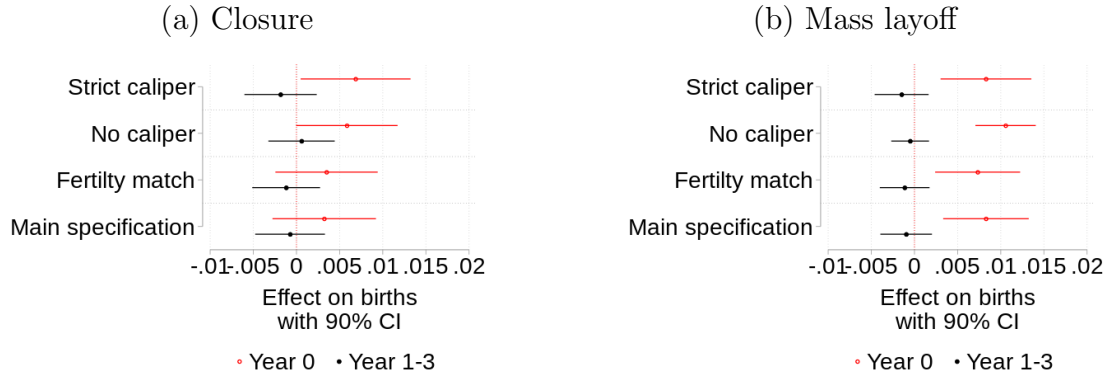 (a) Closure
Strict caliper
No caliper
Fertilty match
Main specification
-.01 -.005 0 .005 .01 .015 .02
Effect on births
with 90% CI
Year 0 Year 1-3
(b) Mass layoff
Strict caliper
No caliper
Fertilty match
Main specification
-.01 -.005 0 .005 .01 .015 .02
Effect on births
with 90% CI
Year 0 Year 1-3